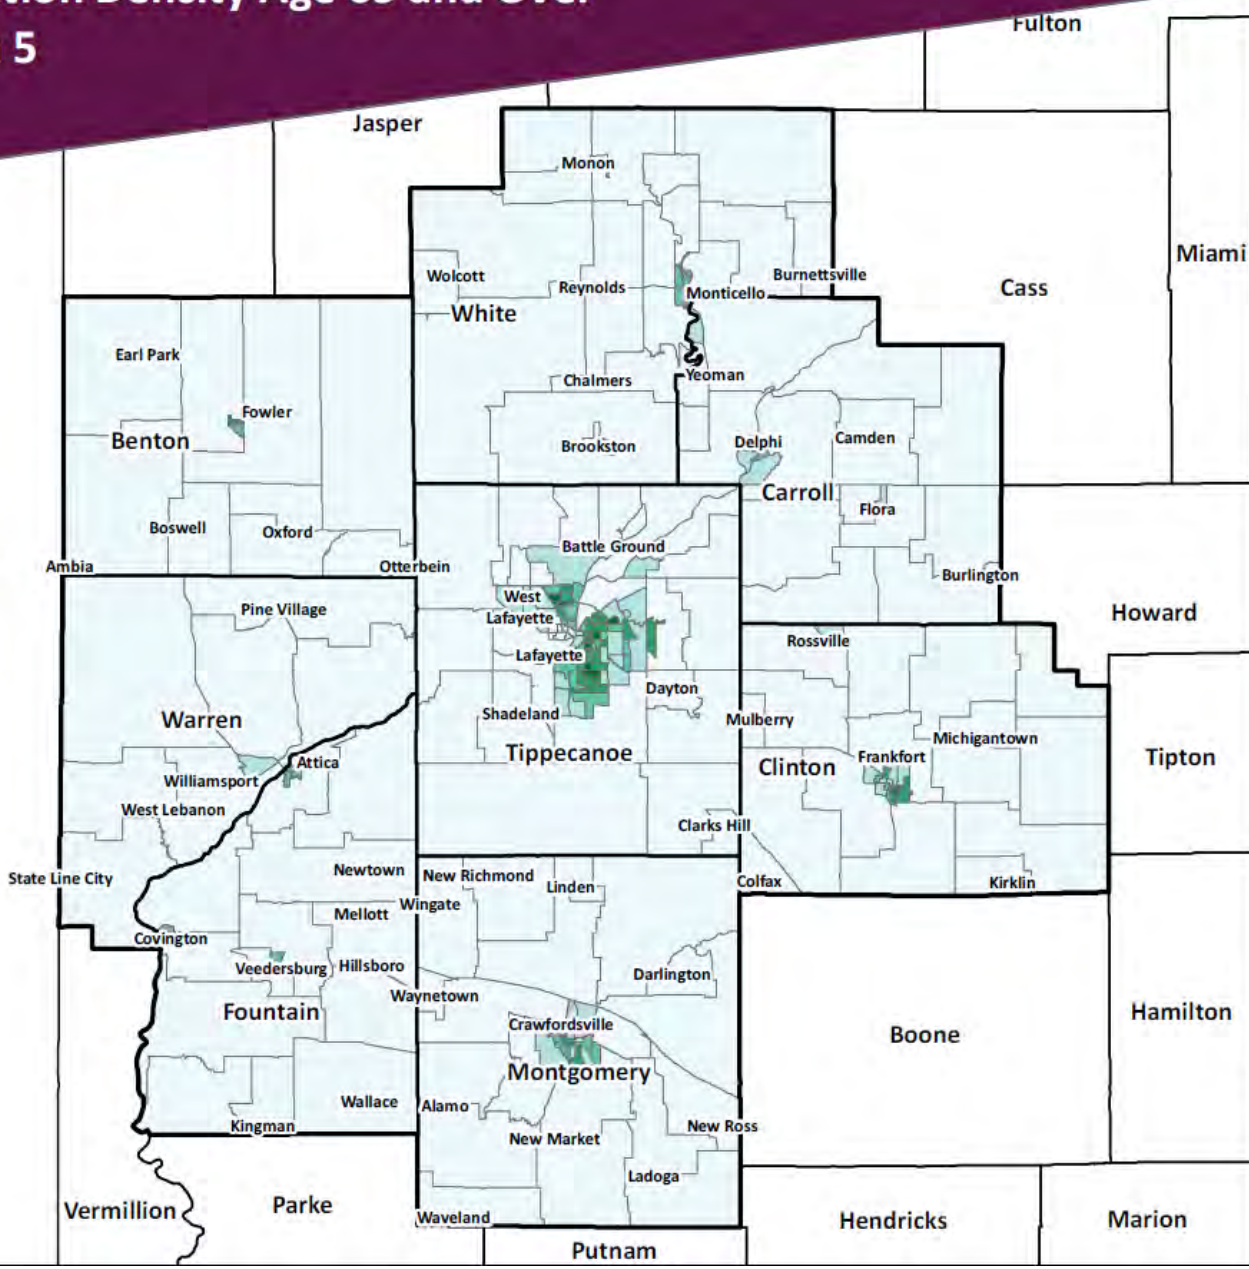 and Over
5
Fulton
Jasper
Monon
Miami
Wolcott
Reynolds
Burnettsville
Monticello
Cass
White
Earl Park
Chalmers
Yeoman
Fowler
Benton
Brookston
Delphi
Camden
Carroll
Boswell
Oxford
Flora
Battle Ground
Ambia
Otterbein
Burlington
West
Lafayette
Pine Village
Howard
Rossville
Lafayette
Dayton
Shadeland
Warren
Mulberry
Michigantown
Tippecanoe
Clinton
Frankfort
Tipton
Attica
Williamsport
West Lebanon
Clarks Hill
State Line City
Newtown
New Richmond
Linden
Colfax
Kirklin
Wingate
Mellott
Covington
Veedersburg
Hillsboro
Darlington
Waynetown
Fountain
Crawfordsville
Hamilton
Boone
Montgomery
Wallace
Alamo
Kingman
New Market
New Ross
Ladoga
Vermillion
Parke
Waveland
Hendricks
Marion
Putnam